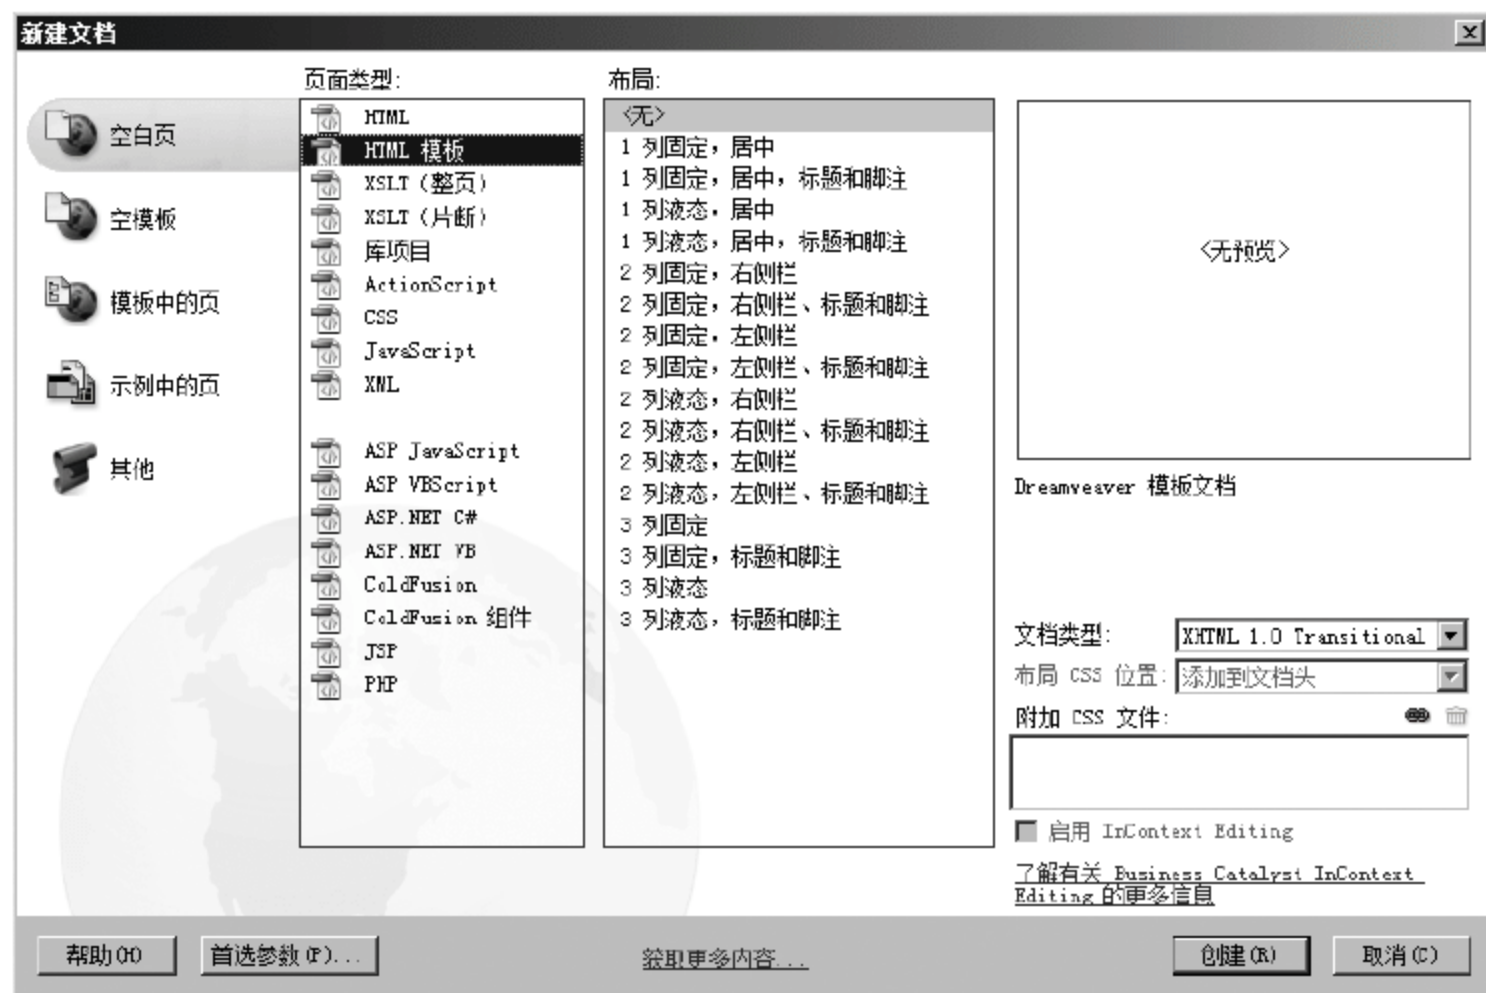 新建文档
页面类型:
布局:
空白页
空模板
模板中的页
示例中的页
其他
HTML
HTML 模板
XSLT (整页)
XSLT (片断)
库项目
ActionScript
CSS
JavaScript
XML
ASP JavaScript
ASP VBScript
ASP.NET C#
ASP.NET VB
ColdFusion
ColdFusion 组件
JSP
PHP
<无>
1 列固定，居中
1 列固定，居中，标题和脚注
1 列液态，居中
1 列液态，居中，标题和脚注
2 列固定，右侧栏
2 列固定，右侧栏、标题和脚注
2 列固定，左侧栏
2 列固定，左侧栏、标题和脚注
2 列液态，右侧栏
2 列液态，右侧栏、标题和脚注
2 列液态，左侧栏
2 列液态，左侧栏、标题和脚注
3 列固定
3 列固定，标题和脚注
3 列液态
3 列液态，标题和脚注
<无预览>
Dreamweaver 模板文档
文档类型: XHTML 1.0 Transitional
布局 CSS 位置: 添加到文档头
附加 CSS 文件:
启用 InContext Editing
了解有关 Business Catalyst InContext
Editing 的更多信息
帮助(H)
首选参数(P)...
获取更多内容...
创建(R)
取消(C)